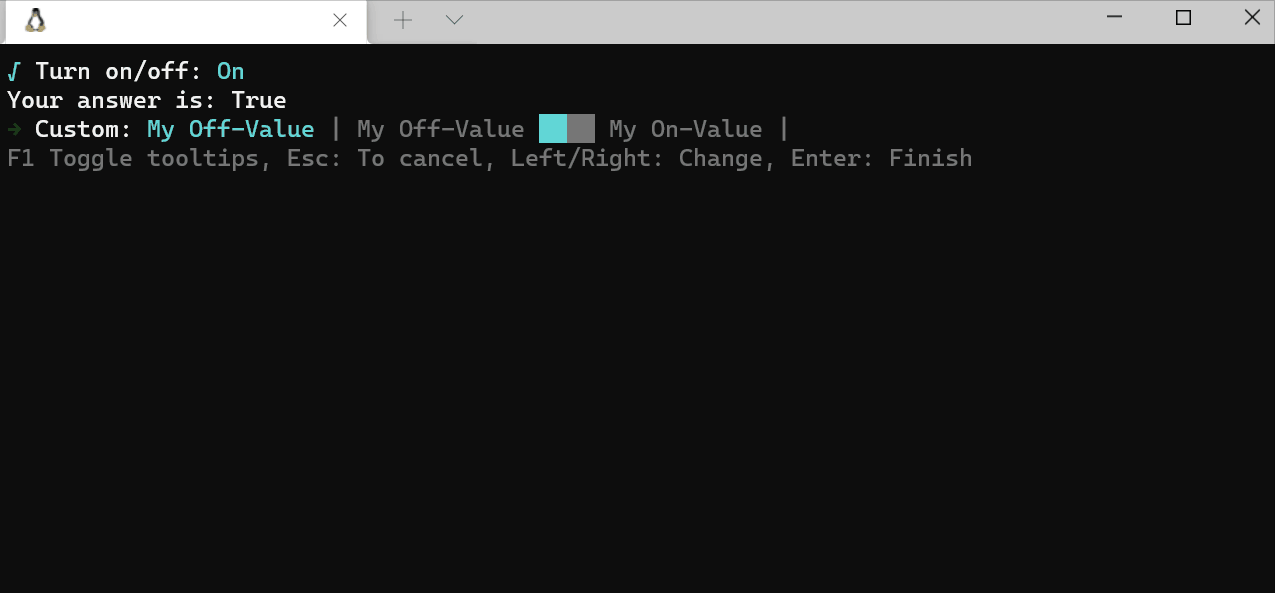 √ Turn on/off: On
Your answer is: True
➔ Custom: My Off-Value | My Off-Value My On-Value |
F1 Toggle tooltips, Esc: To cancel, Left/Right: Change, Enter: Finish